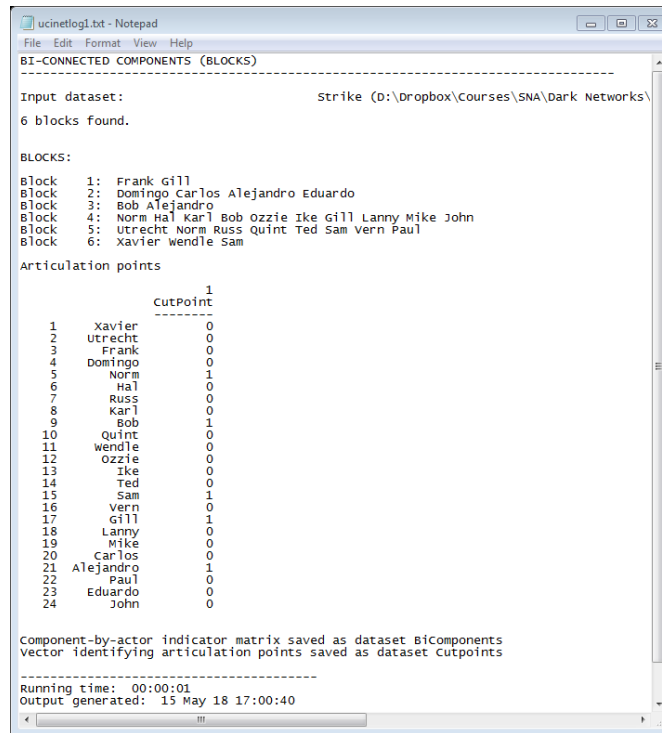 ucinetlog1.txt - Notepad
File Edit Format View Help
BI-CONNECTED COMPONENTS (BLOCKS)
--------------------------------------------------------------------------------
Input dataset: Strike (D:\Dropbox\Courses\SNA\Dark Networks\
6 blocks found.
BLOCKS:
Block 1: Frank Gill
Block 2: Domingo Carlos Alejandro Eduardo
Block 3: Bob Alejandro
Block 4: Norm Hal Karl Bob Ozzie Ike Gill Lanny Mike John
Block 5: Utrecht Norm Russ Quint Ted Sam Vern Paul
Block 6: Xavier Wendle Sam
Articulation points
1
CutPoint
--------
1 Xavier 0
2 Utrecht 0
3 Frank 0
4 Domingo 0
5 Norm 1
6 Hal 0
7 Russ 0
8 Karl 0
9 Bob 1
10 Quint 0
11 Wendle 0
12 Ozzie 0
13 Ike 0
14 Ted 0
15 Sam 1
16 Vern 0
17 Gill 1
18 Lanny 0
19 Mike 0
20 Carlos 0
21 Alejandro 1
22 Paul 0
23 Eduardo 0
24 John 0
Component-by-actor indicator matrix saved as dataset BiComponents
Vector identifying articulation points saved as dataset Cutpoints
----------------------------------------
Running time: 00:00:01
Output generated: 15 May 18 17:00:40